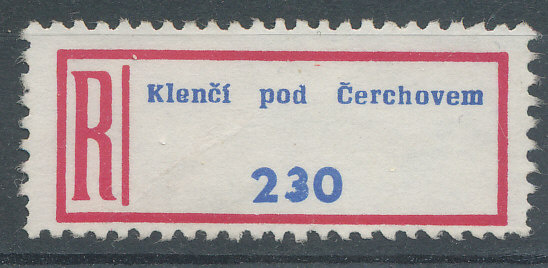 R
Klenčí pod Čerchovem
230